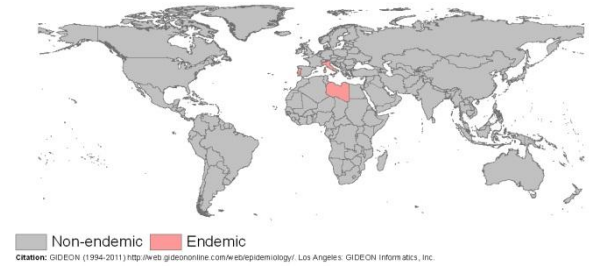 Non-endemic Endemic
Citation: GIDEON (1994-2011) http://web.gideononline.com/web/epidemiology/. Los Angeles: GIDEON Informatics, Inc.